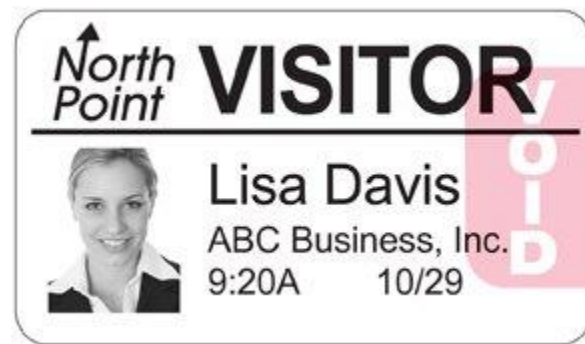 North
Point
VISITOR
Lisa Davis
ABC Business, Inc.
9:20A 10/29
VOID